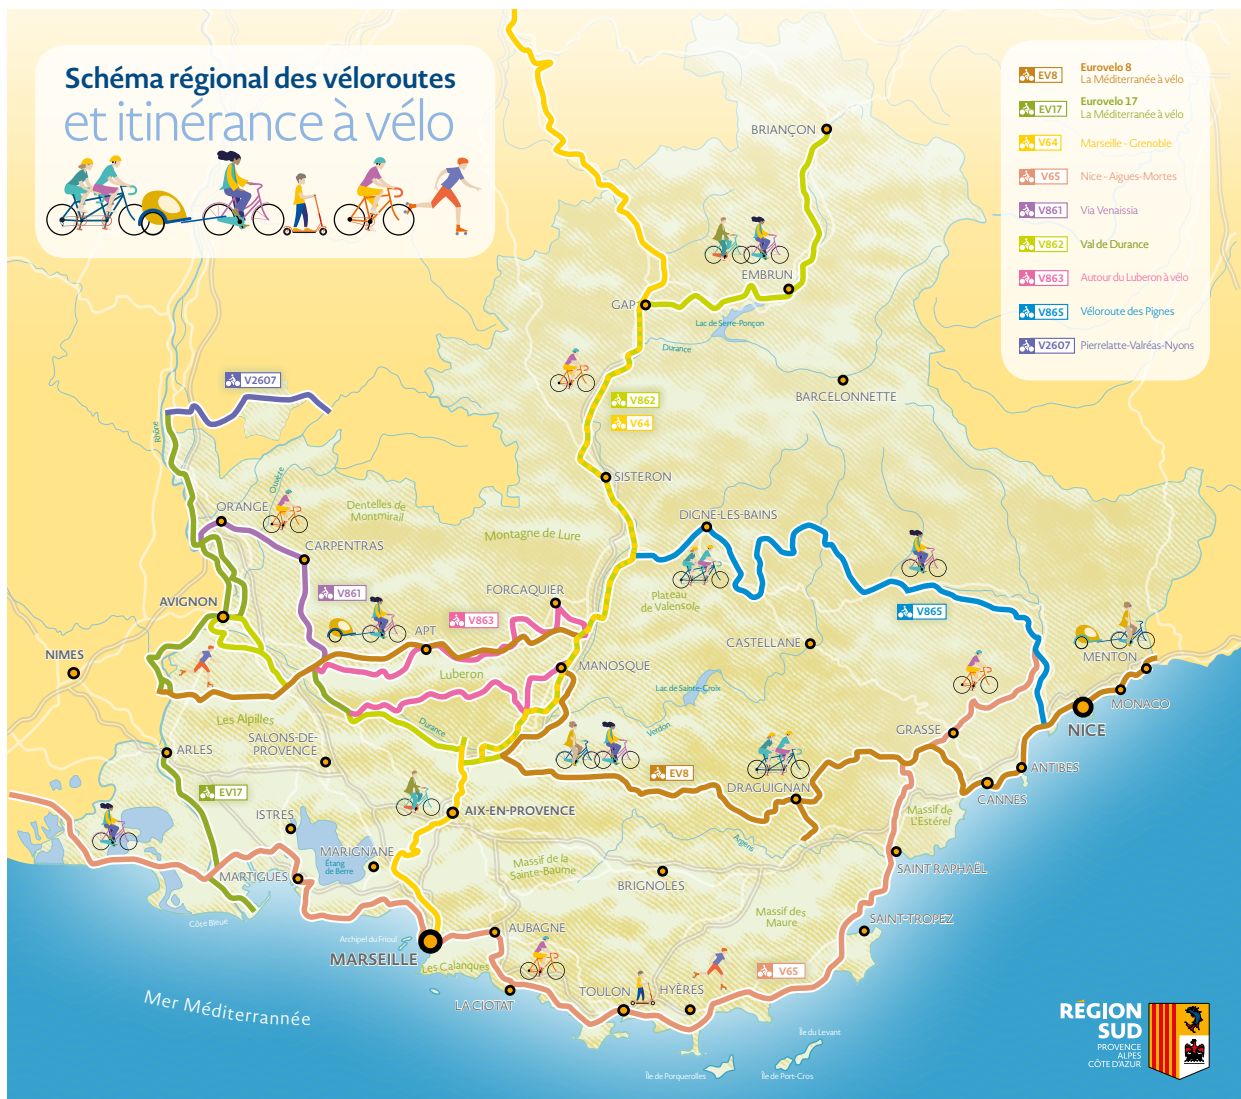 Schéma régional des véloroutes
et itinérance à vélo
EV8
Eurovelo 8
La Méditerranée à vélo
EV17
Eurovelo 17
La Méditerranée à vélo
V64
Marseille - Grenoble
V65
Nice - Aigues-Mortes
V861
Via Venaissia
V862
Val de Durance
V863
Autour du Luberon à vélo
V865
Véloroute des Pignes
V2607
Pierrelatte-Valréas-Nyons
BRIANÇON
EMBRUN
GAP
Lac de Serre-Ponçon
Durance
BARCELONNETTE
V2607
V862
V64
Rhône
SISTERON
Ouvèze
ORANGE
Dentelles de
Montmirail
DIGNE-LES-BAINS
Montagne de Lure
CARPENTRAS
FORCAQUIER
Plateau
de Valensole
V861
AVIGNON
V863
V865
APT
CASTELLANE
NIMES
MENTON
MANOSQUE
Luberon
Lac de Sainte-Croix
MONACO
Les Alpilles
Durance
Verdon
GRASSE
NICE
SALONS-DE-
PROVENCE
ARLES
EV8
ANTIBES
EV17
DRAGUIGNAN
CANNES
ISTRES
AIX-EN-PROVENCE
Massif de
L'Estérel
MARIGNANE
Argens
Étang
de Berre
Massif de la
Sainte-Baume
MARTIGUES
BRIGNOLES
SAINT RAPHAËL
Côte Bleue
Massif des
Maure
SAINT-TROPEZ
AUBAGNE
Archipel du Frioul
MARSEILLE
Les Calanques
V65
LA CIOTAT
TOULON
HYÈRES
Mer Méditerrannée
Île du Levant
Île de Porquerolles
Île de Port-Cros
RÉGION
SUD
PROVENCE
ALPES
CÔTE D'AZUR